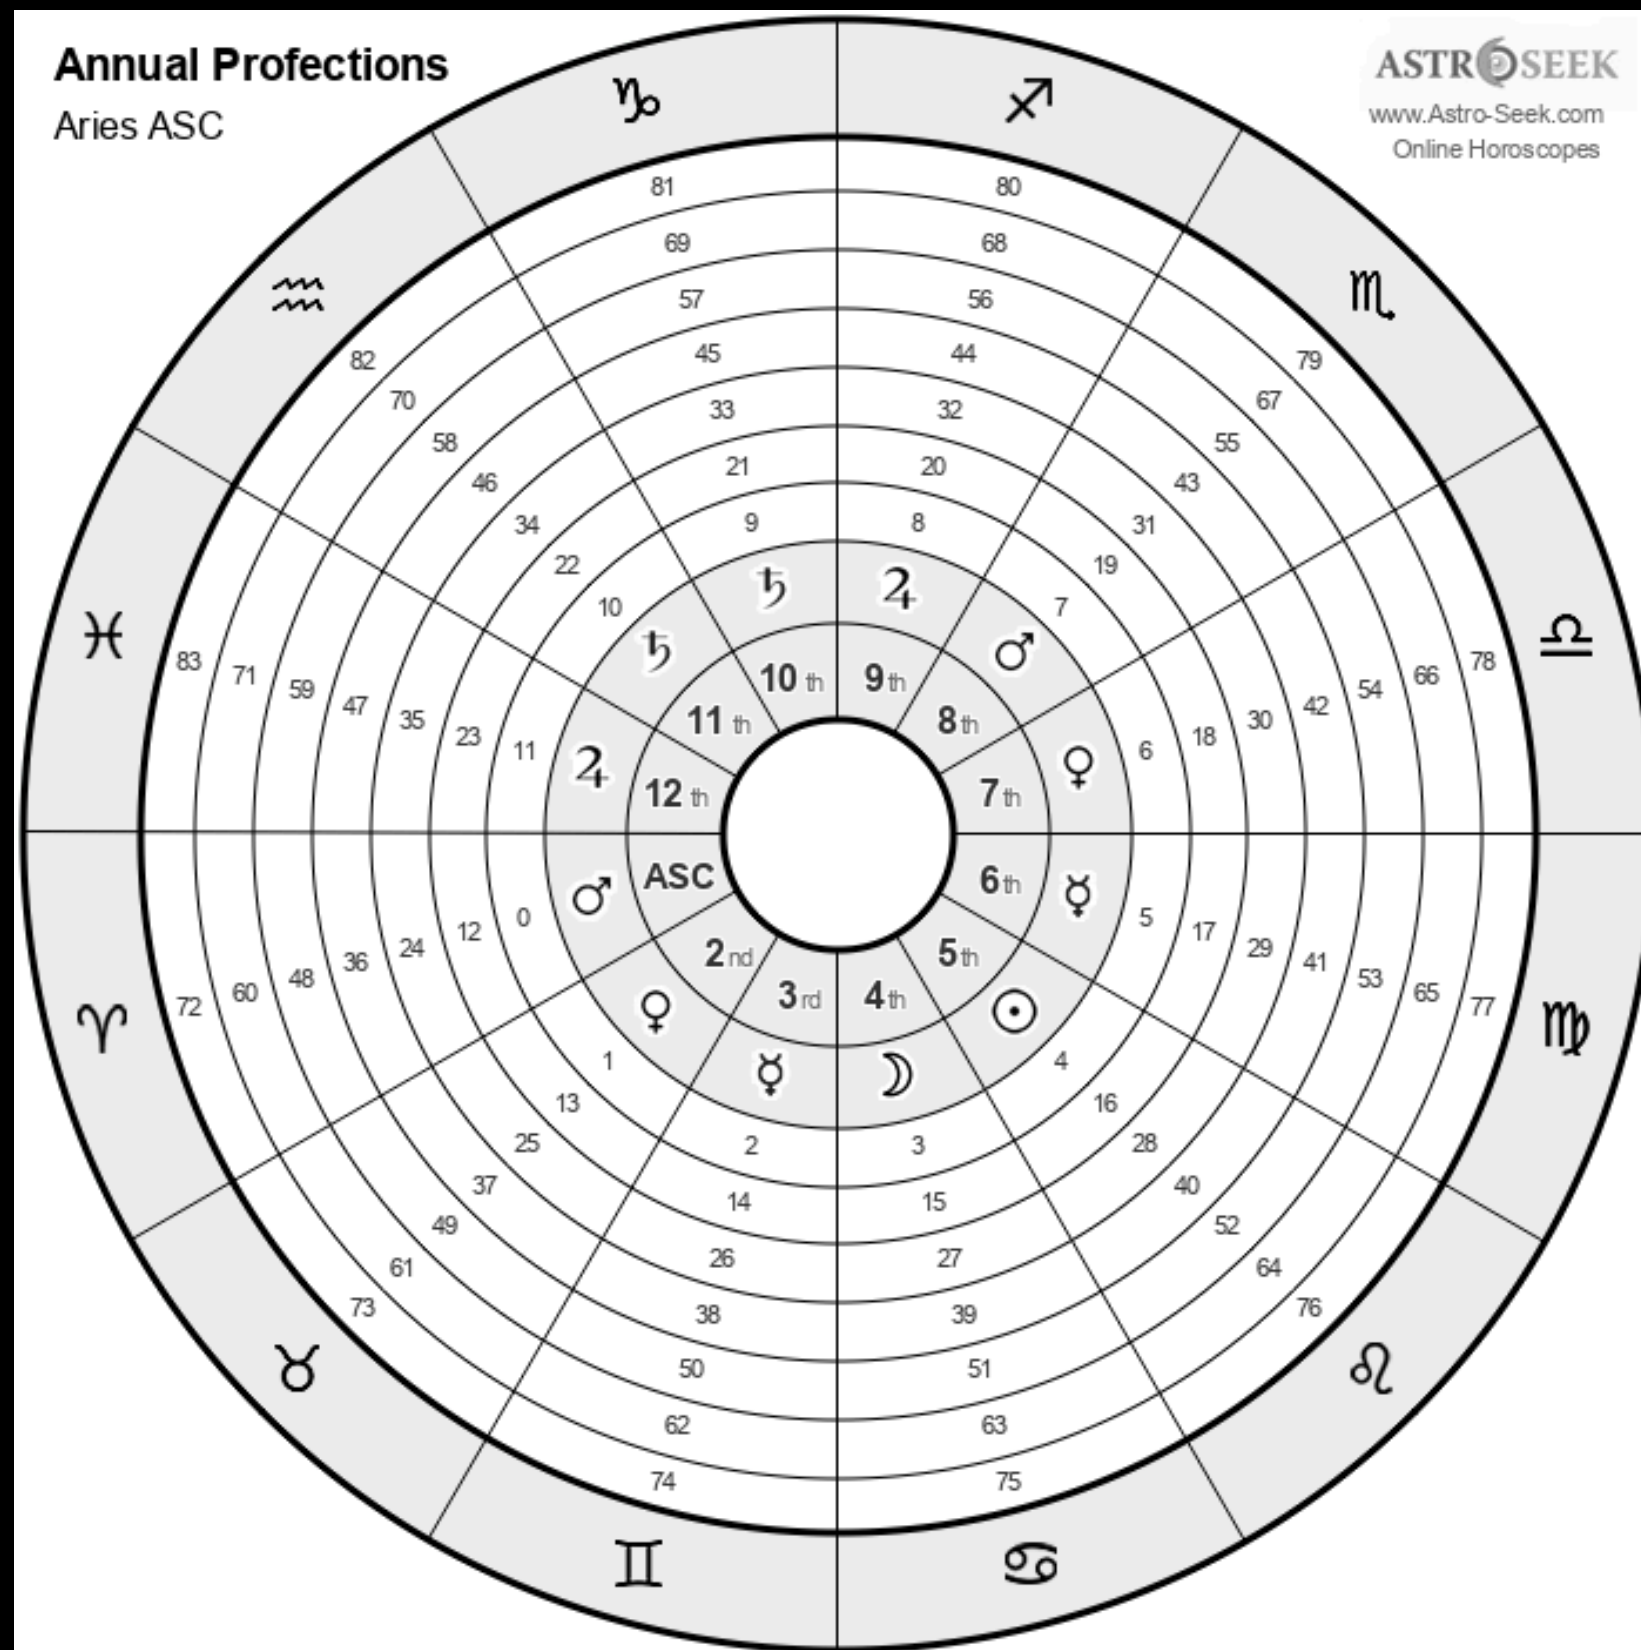 Annual Profections
Aries ASC
ASTROSEEK
www.Astro-Seek.com
Online Horoscopes
♑ ♐
♒ ♏
♓ ♎
♈ ♍
♉ ♌
♊ ♋
81 80
69 68
57 56
45 44
33 32
21 20
9 8
♄ ♃
10 th 9 th
82 70 58 46 34 22 10
♄
11 th
79 67 55 43 31 19 7
♂
8 th
83 71 59 47 35 23 11
♃
12 th
7 th
♀
6 18 30 42 54 66 78
72 60 48 36 24 12 0
♂
ASC
6 th
☿
5 17 29 41 53 65 77
2 nd
♀
1 13 25 37 49 61 73
5 th
☉
4 16 28 40 52 64 76
3 rd 4 th
☿ ☽
2 3
14 15
26 27
38 39
50 51
62 63
74 75